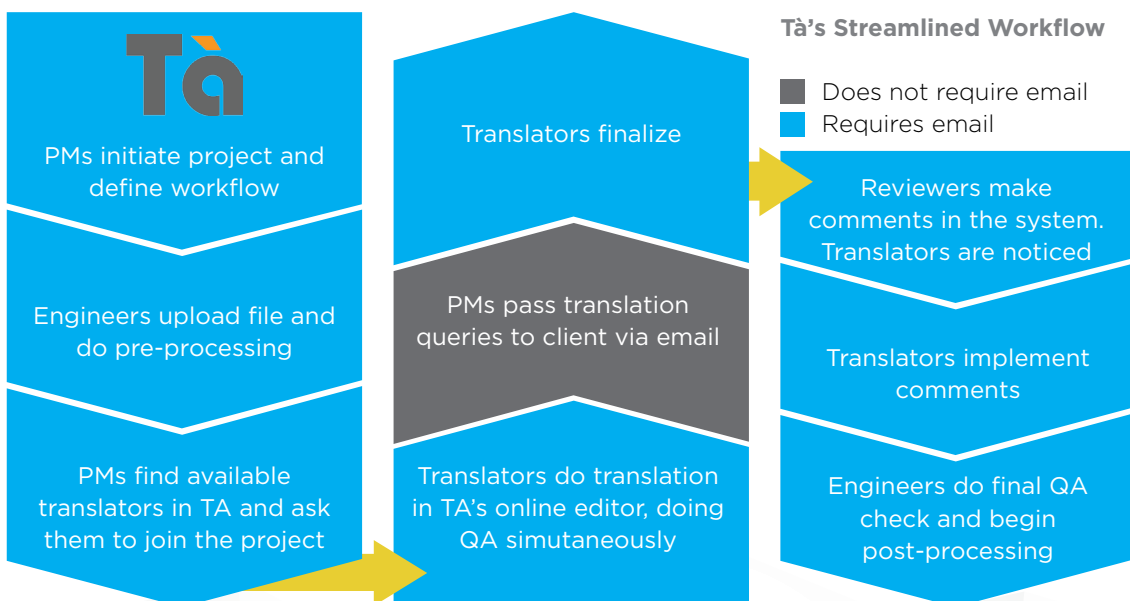 Tà
PMs initiate project and
define workflow
Engineers upload file and
do pre-processing
PMs find available
translators in TA and ask
them to join the project
Translators finalize
PMs pass translation
queries to client via email
Translators do translation
in TA's online editor, doing
QA simutaneously
Tà's Streamlined Workflow
Does not require email
Requires email
Reviewers make
comments in the system.
Translators are noticed
Translators implement
comments
Engineers do final QA
check and begin
post-processing